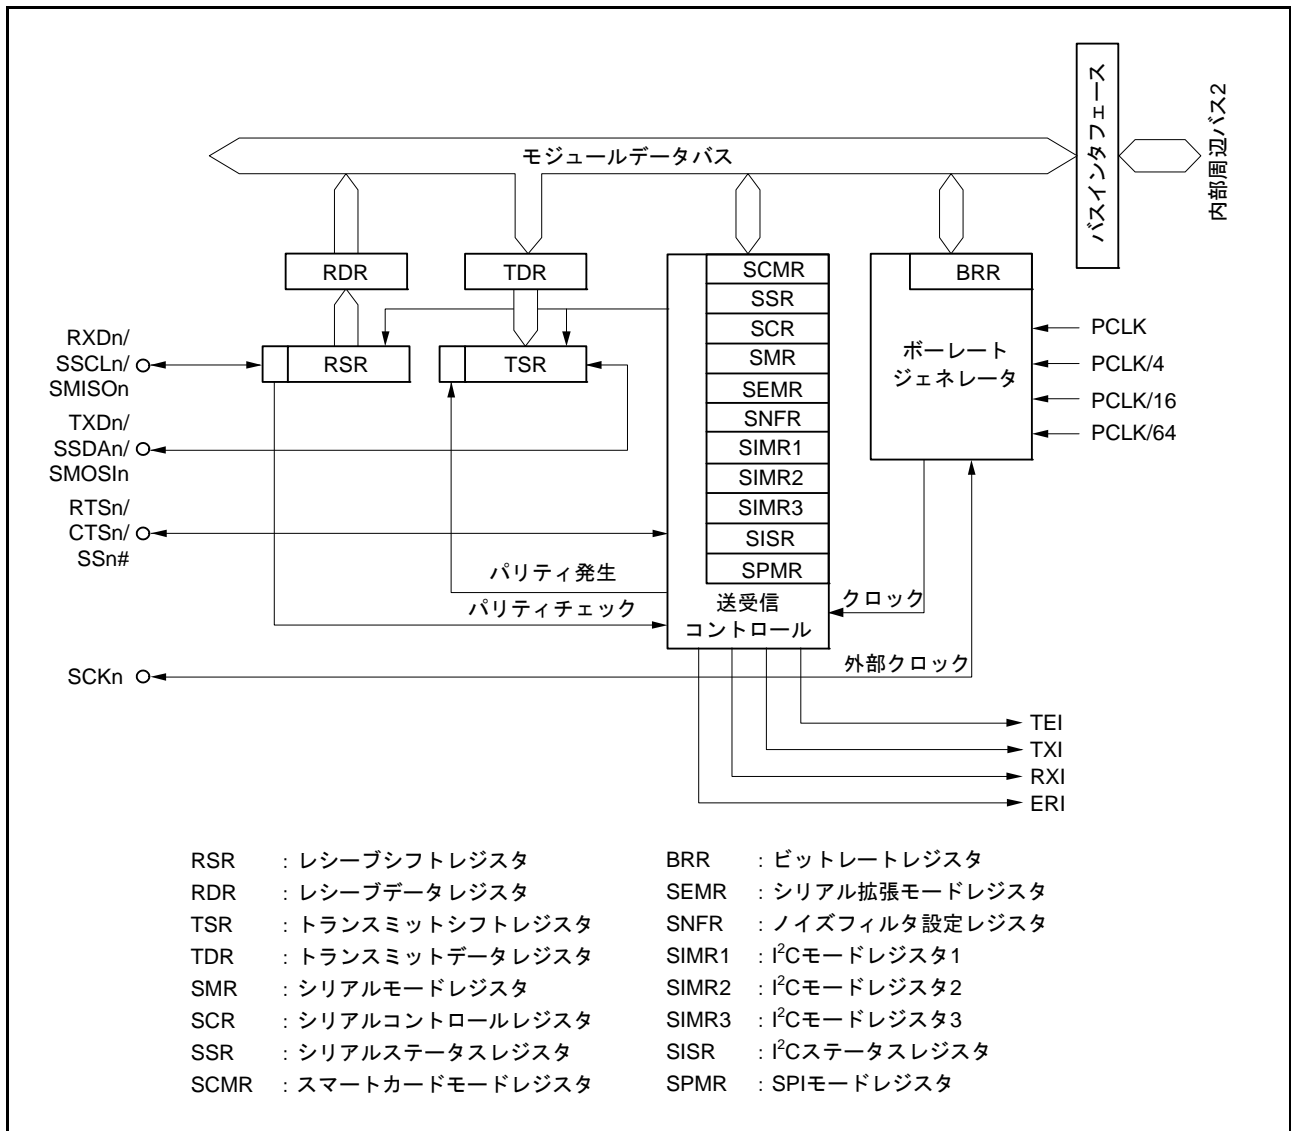 バスインタフェース
内部周辺バス2
モジュールデータバス
RDR
TDR
SCMR
BRR
SSR
SCR
SMR
SEMR
SNFR
SIMR1
SIMR2
SIMR3
SISR
SPMR
送受信
コントロール
RSR
TSR
ボーレート
ジェネレータ
PCLK
PCLK/4
PCLK/16
PCLK/64
RXDn/
SSCLn/
SMISOn
TXDn/
SSDAn/
SMOSIn
RTSn/
CTSn/
SSn#
パリティ発生
パリティチェック
クロック
外部クロック
SCKn
TEI
TXI
RXI
ERI
RSR : レシーブシフトレジスタ
RDR : レシーブデータレジスタ
TSR : トランスミットシフトレジスタ
TDR : トランスミットデータレジスタ
SMR : シリアルモードレジスタ
SCR : シリアルコントロールレジスタ
SSR : シリアルステータスレジスタ
SCMR : スマートカードモードレジスタ
BRR : ビットレートレジスタ
SEMR : シリアル拡張モードレジスタ
SNFR : ノイズフィルタ設定レジスタ
SIMR1 : I²Cモードレジスタ1
SIMR2 : I²Cモードレジスタ2
SIMR3 : I²Cモードレジスタ3
SISR : I²Cステータスレジスタ
SPMR : SPIモードレジスタ